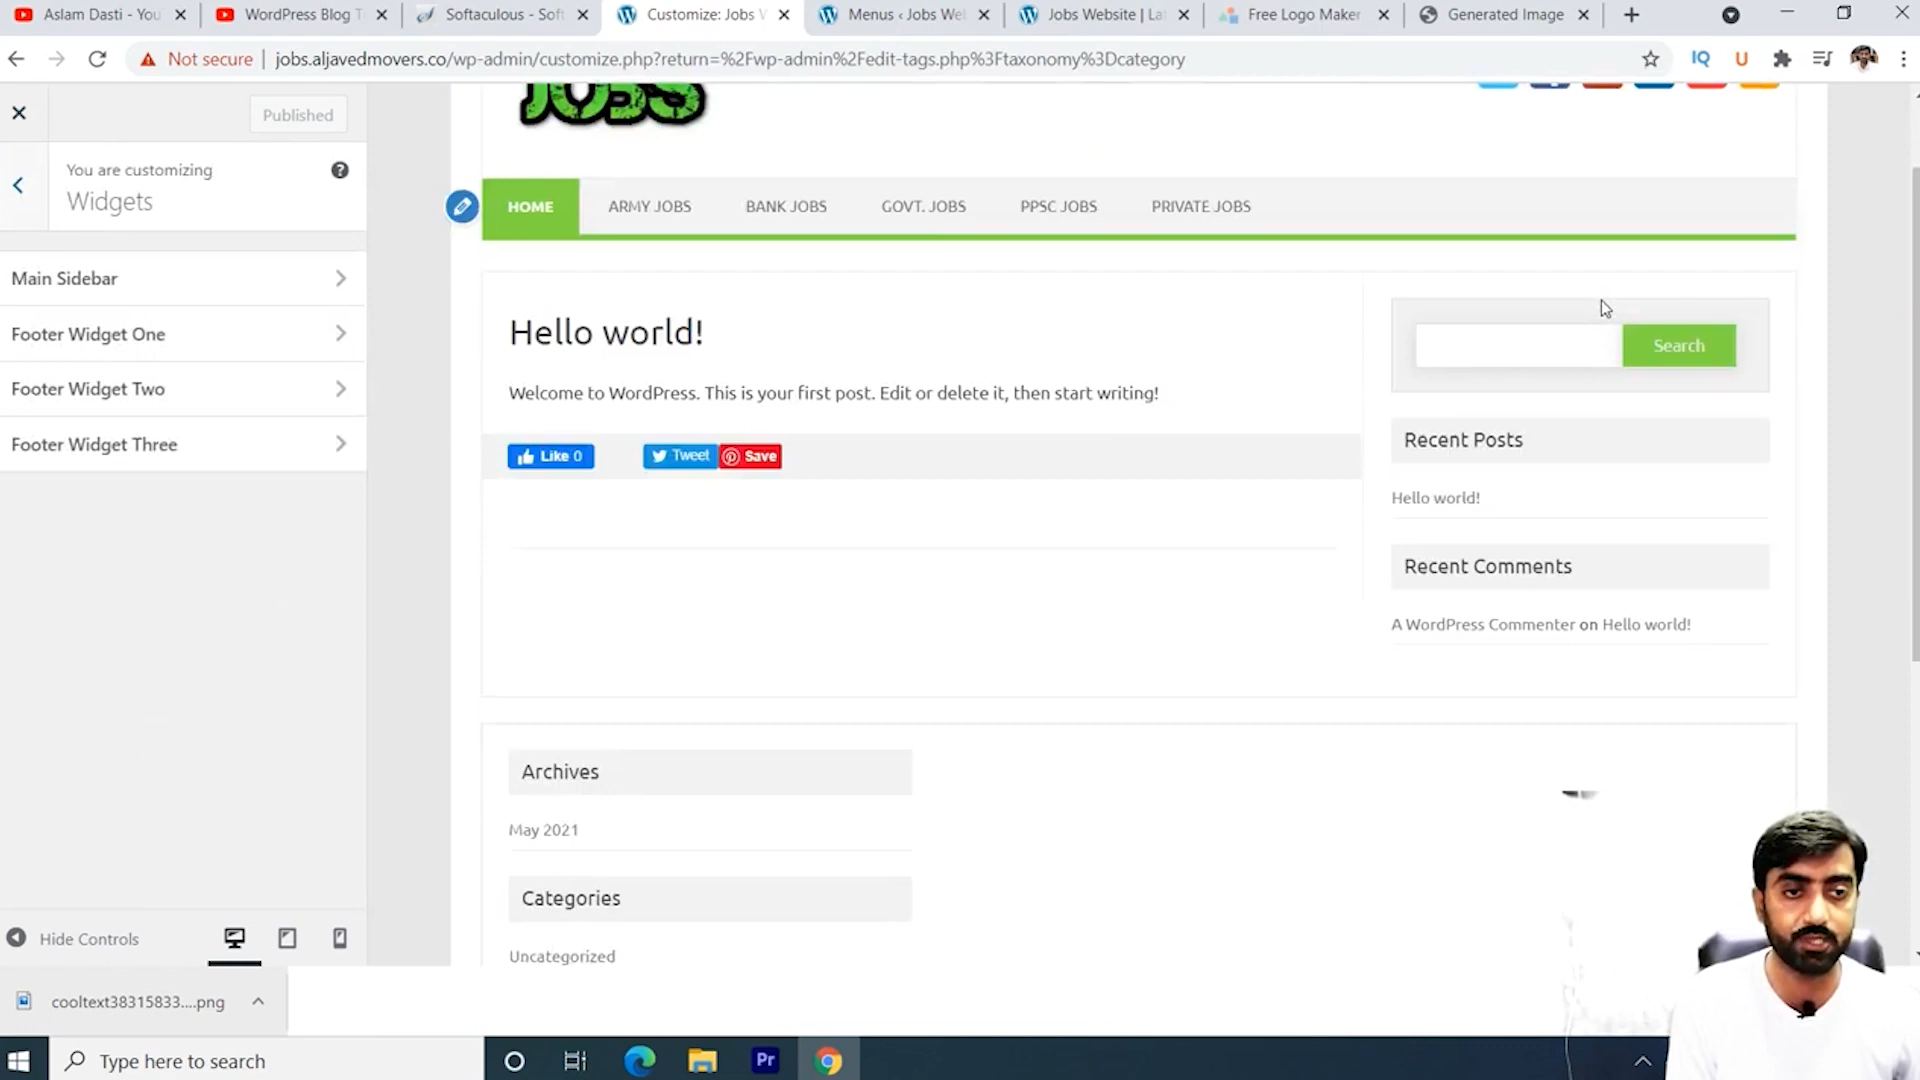 Aslam Dasti - You
WordPress Blog T
Softaculous - Soft
Customize: Jobs
Menus ‹ Jobs We
Jobs Website | La
Free Logo Maker
Generated Image
Not secure
jobs.aljavedmovers.co/wp-admin/customize.php?return=%2Fwp-admin%2Fedit-tags.php%3Ftaxonomy%3Dcategory
IQ
U
Published
You are customizing
Widgets
Main Sidebar
Footer Widget One
Footer Widget Two
Footer Widget Three
Hide Controls
JOBS
HOME
ARMY JOBS
BANK JOBS
GOVT. JOBS
PPSC JOBS
PRIVATE JOBS
Hello world!
Welcome to WordPress. This is your first post. Edit or delete it, then start writing!
Like 0
Tweet
Save
Search
Recent Posts
Hello world!
Recent Comments
A WordPress Commenter on Hello world!
Archives
May 2021
Categories
Uncategorized
cooltext38315833....png
Type here to search
Pr